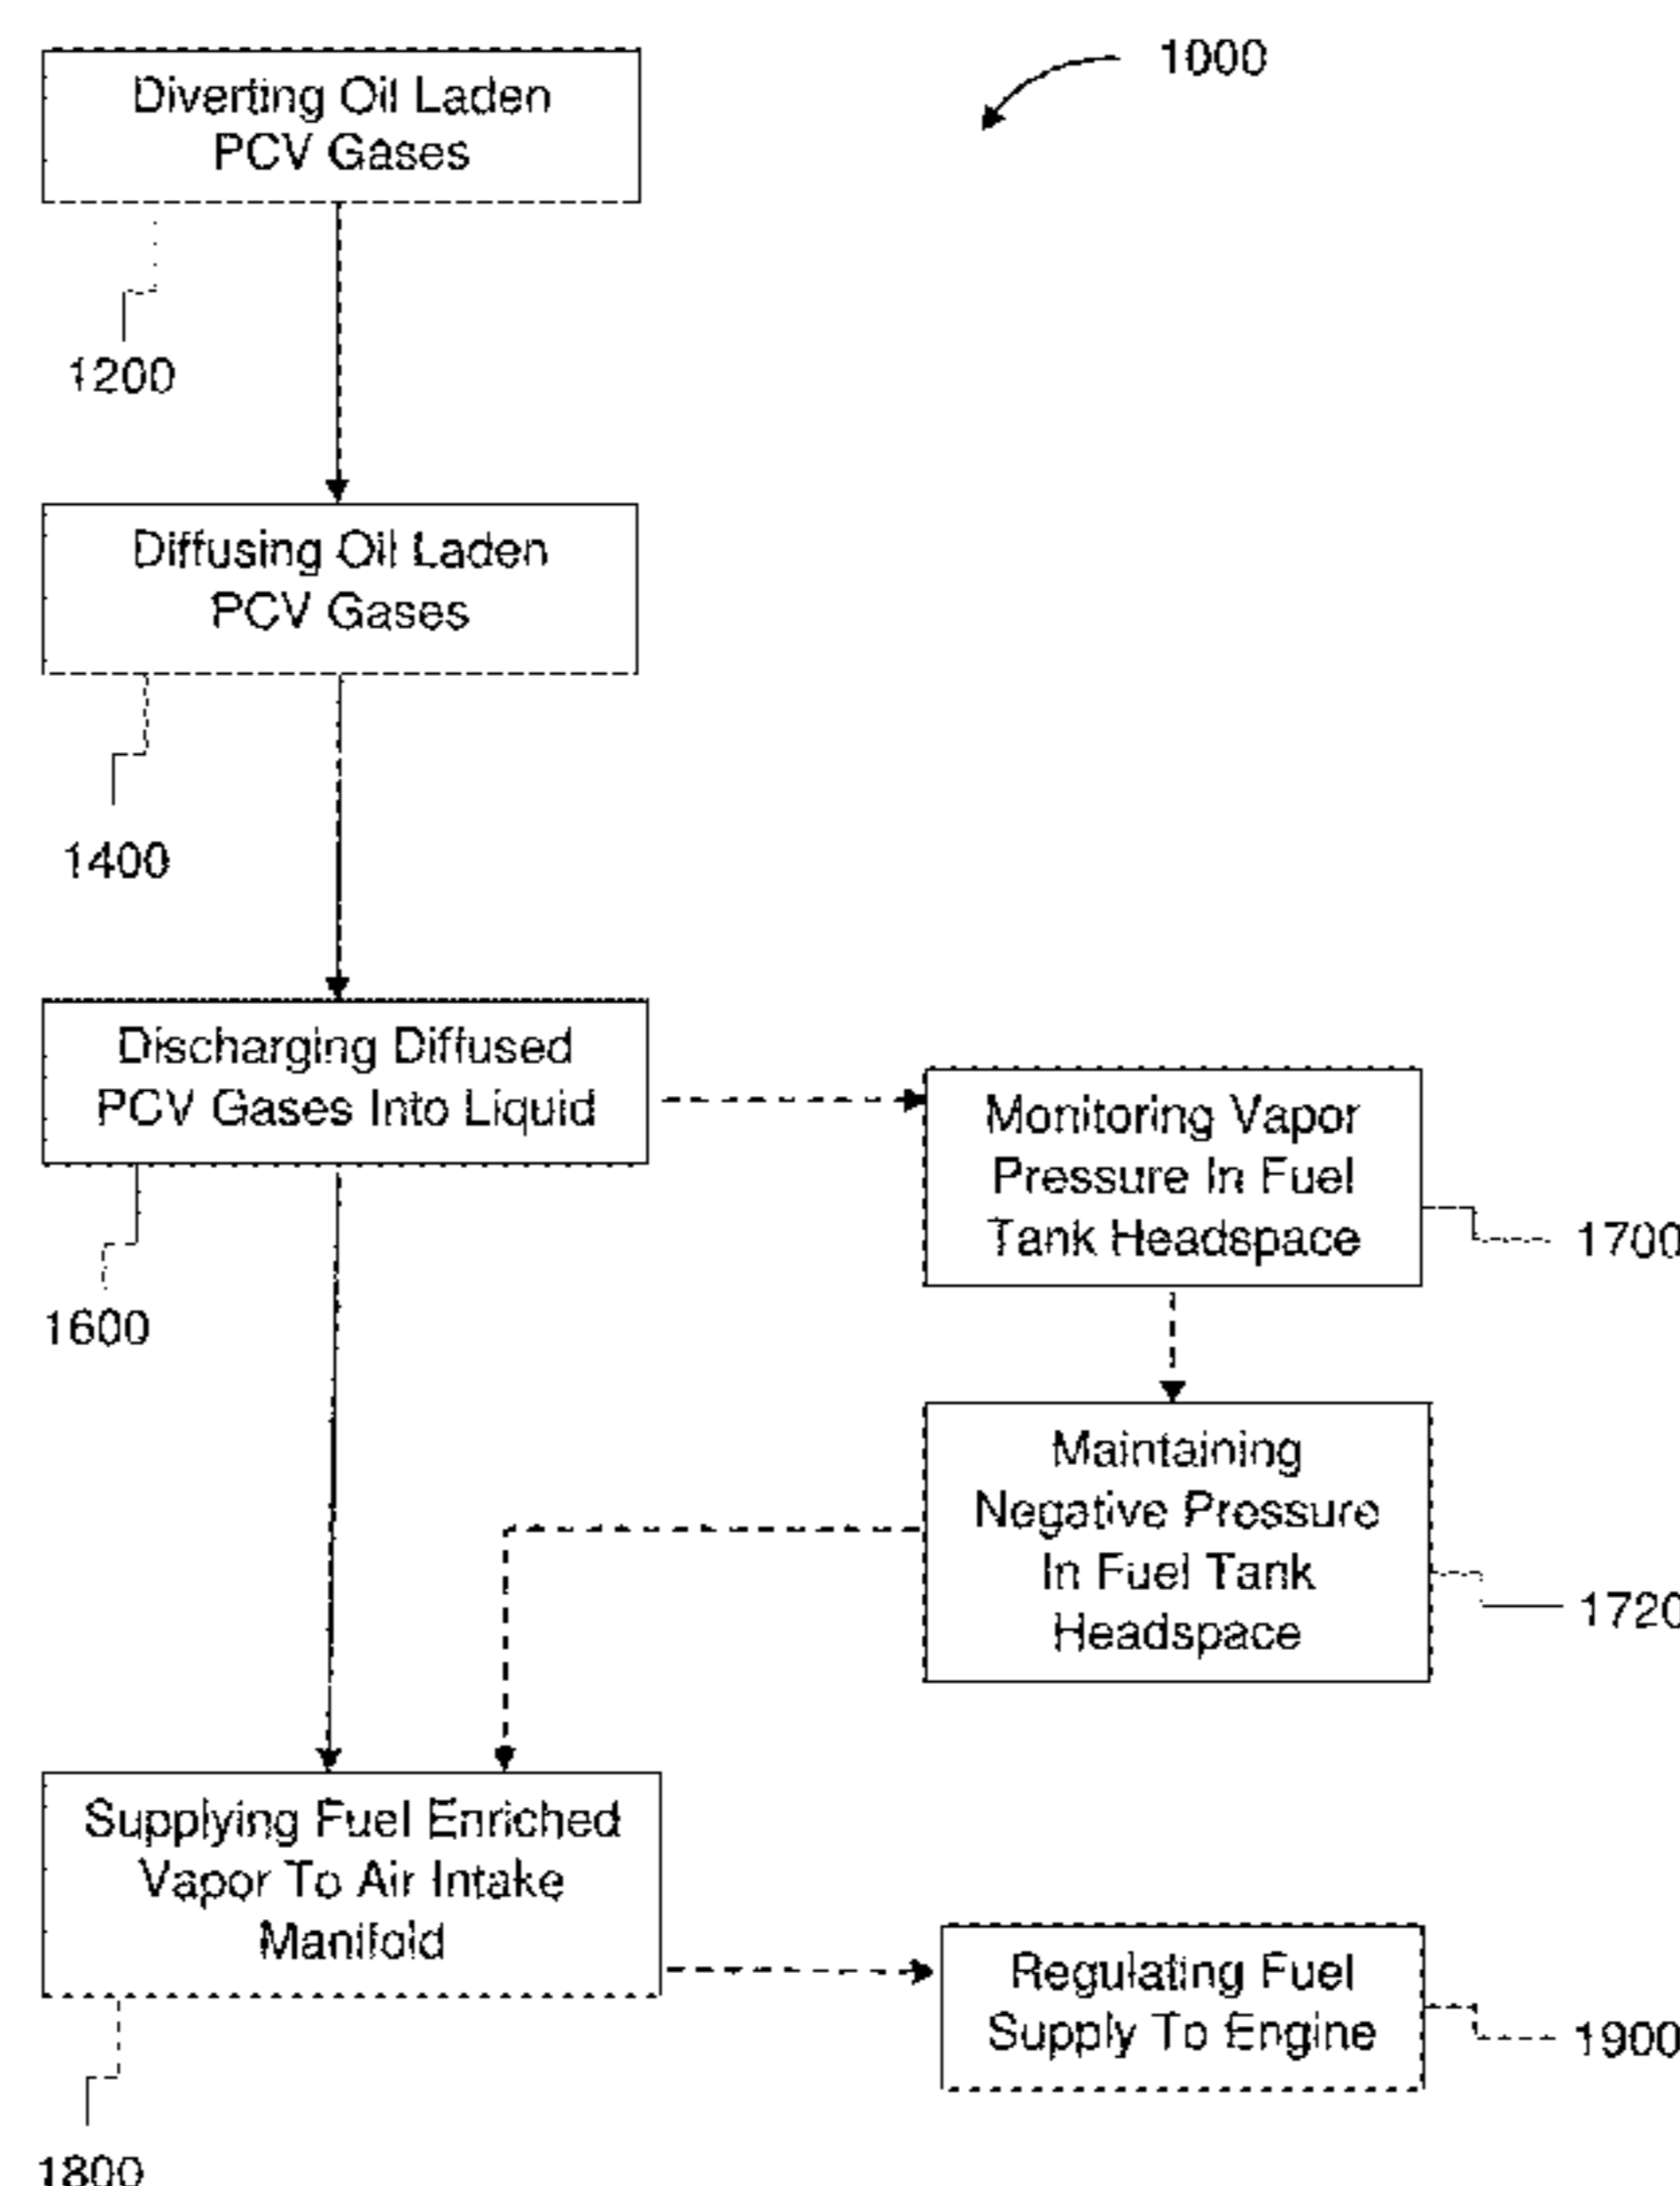 1000
Diverting Oil Laden
PCV Gases
1200
Diffusing Oil Laden
PCV Gases
1400
Discharging Diffused
PCV Gases Into Liquid
1600
Monitoring Vapor
Pressure In Fuel
Tank Headspace
1700
Maintaining
Negative Pressure
In Fuel Tank
Headspace
1720
Supplying Fuel Enriched
Vapor To Air Intake
Manifold
1800
Regulating Fuel
Supply To Engine
1900